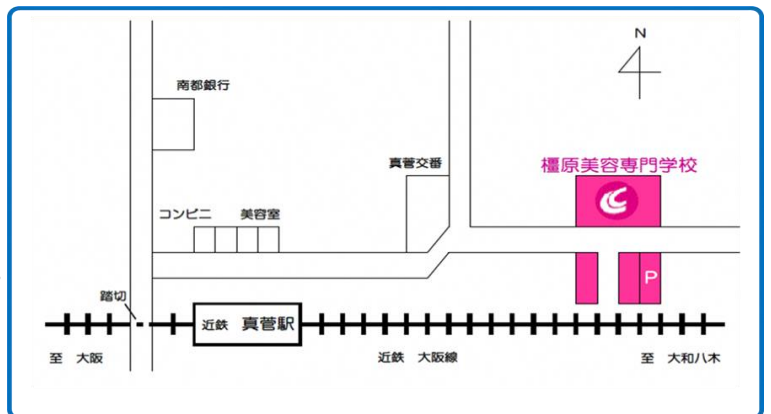 N
南都銀行
真菅交番
橿原美容専門学校
コンビニ 美容室
P
踏切
近鉄 真菅駅
至 大阪
近鉄 大阪線
至 大和八木